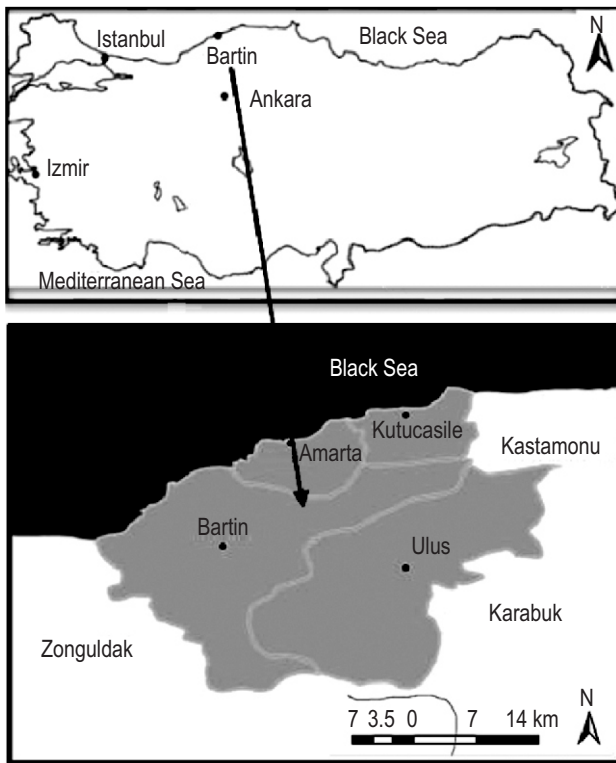 N
Black Sea
Istanbul
Bartin
Ankara
Izmir
Mediterranean Sea
Black Sea
Kutucasile
Amarta
Kastamonu
Bartin
Ulus
Karabuk
Zonguldak
N
7 3.5 0 7 14 km